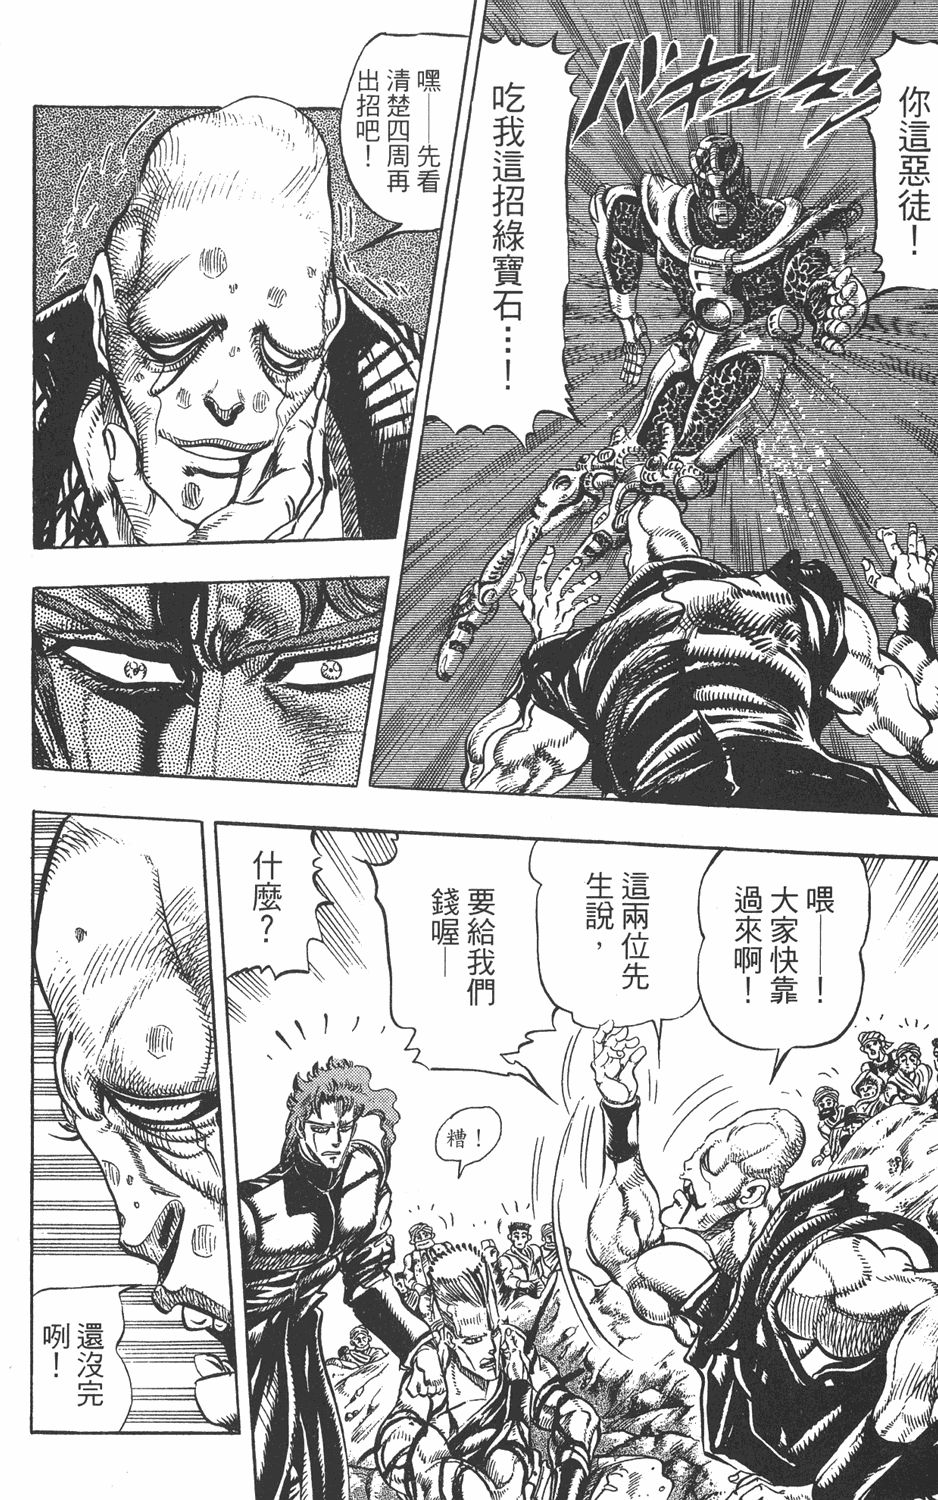 你這惡徒！
バキューン
吃我這招綠寶石…！
嘿──先看
清楚四周再
出招吧！
喂──！
大家快靠
過來啊！
這兩位先
生說，
要給我們
錢喔─
什麼？
糟！
還沒完
咧！